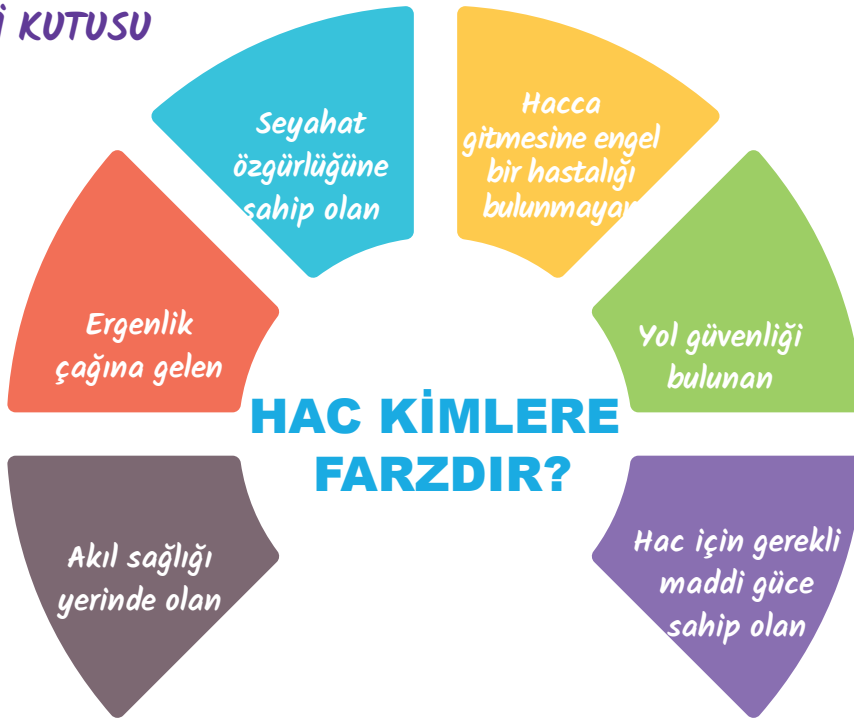 KUTUSU
Seyahat
özgürlüğüne
sahip olan
Hacca
gitmesine engel
bir hastalığı
bulunmayan
Ergenlik
çağına gelen
Yol güvenliği
bulunan
HAC KİMLERE
FARZDIR?
Akıl sağlığı
yerinde olan
Hac için gerekli
maddi güce
sahip olan